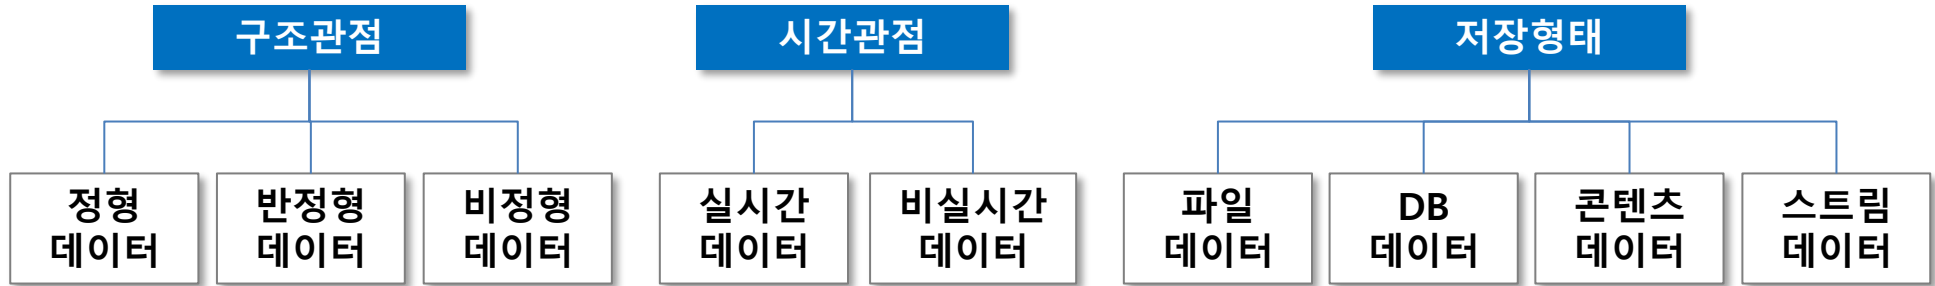 구조관점
정형
데이터
반정형
데이터
비정형
데이터
시간관점
실시간
데이터
비실시간
데이터
저장형태
파일
데이터
DB
데이터
콘텐츠
데이터
스트림
데이터